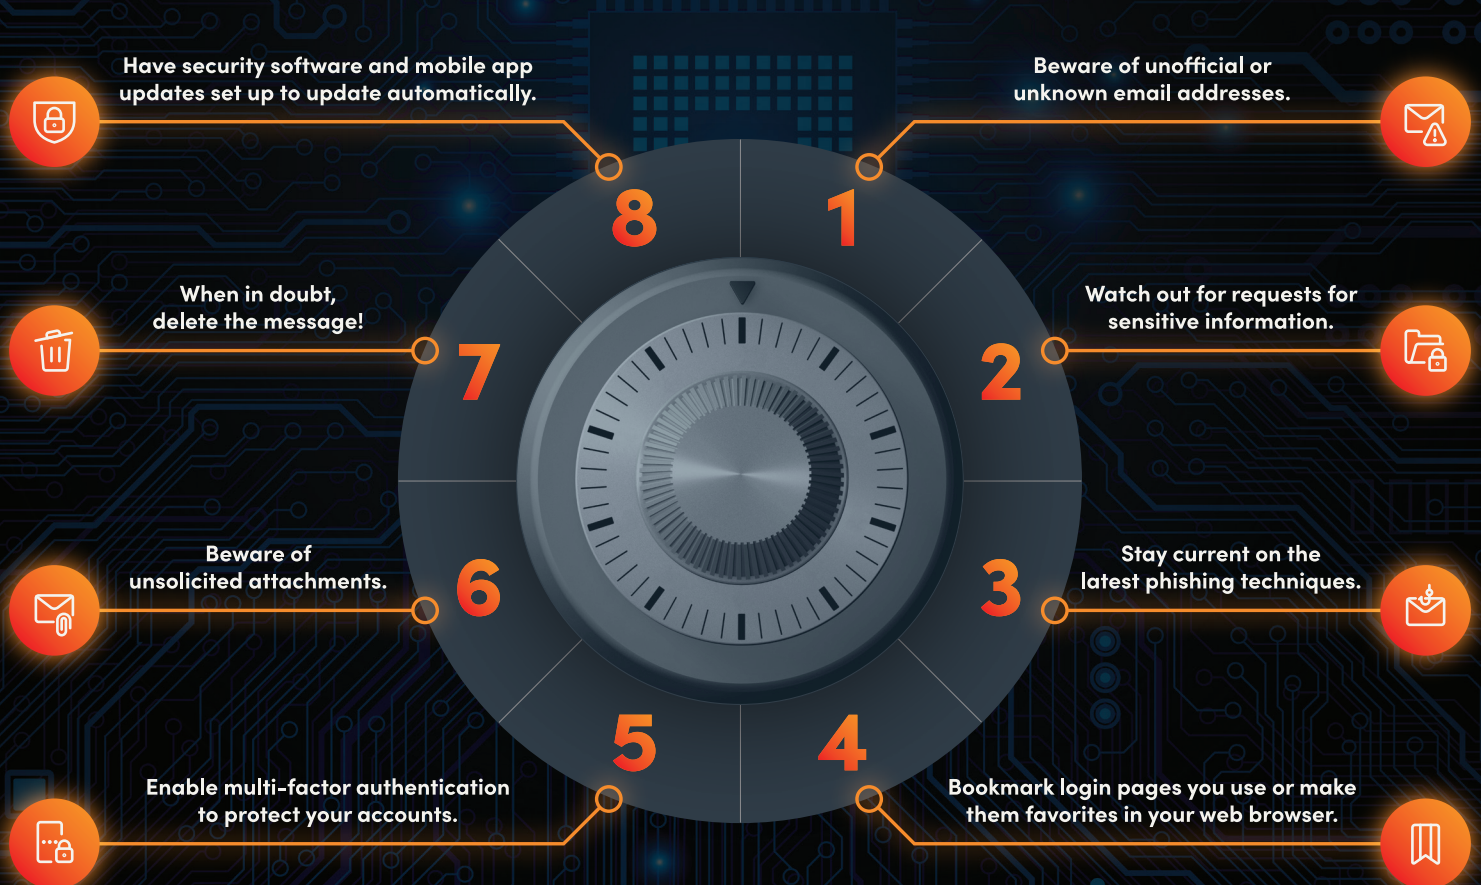 Have security software and mobile app
updates set up to update automatically.
Beware of unofficial or
unknown email addresses.
8
1
When in doubt,
delete the message!
Watch out for requests for
sensitive information.
7
2
Beware of
unsolicited attachments.
Stay current on the
latest phishing techniques.
6
3
5
4
Enable multi-factor authentication
to protect your accounts.
Bookmark login pages you use or make
them favorites in your web browser.